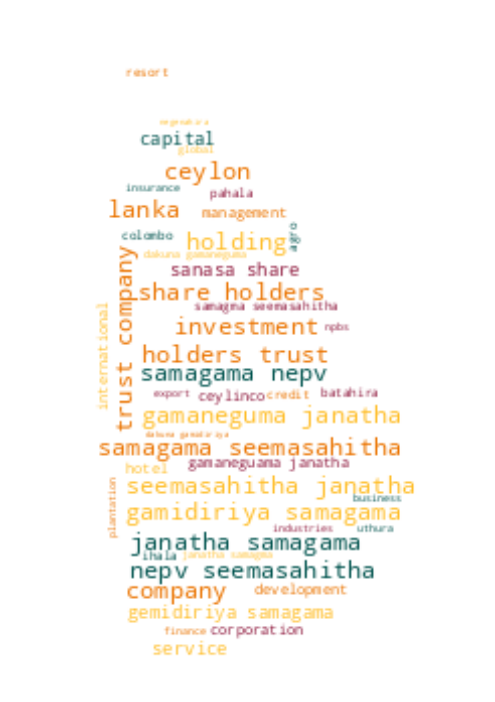 resort
capital
global
ceylon
insurance
pahala
lanka
management
colombo
holding
agro
dakuna gamaneguma
sanasa share
trust company
share holders
samagma seemasahitha
international
investment
npbs
holders trust
samagama nepv
export
ceylinco
credit
batahira
gamaneguma janatha
dakuna gamidiriya
samagama seemasahitha
gamaneguama janatha
hotel
plantation
seemasahitha janatha
business
gamidiriya samagama
industries
uthura
janatha samagama
ihala
janatha samagma
nepv seemasahitha
company
development
gemidiriya samagama
finance
corporation
service